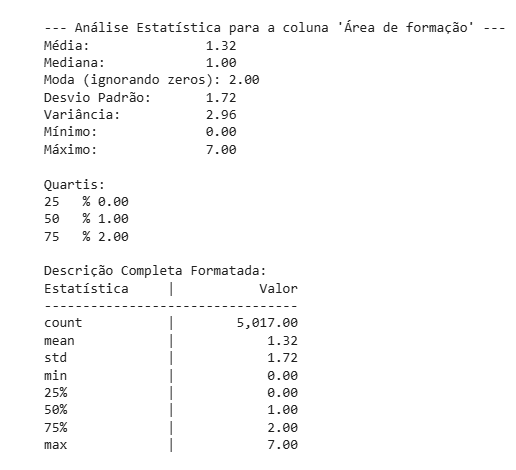 --- Análise Estatística para a coluna 'Área de formação' ---
Média: 1.32
Mediana: 1.00
Moda (ignorando zeros): 2.00
Desvio Padrão: 1.72
Variância: 2.96
Mínimo: 0.00
Máximo: 7.00
Quartis:
25 % 0.00
50 % 1.00
75 % 2.00
Descrição Completa Formatada:
Estatística | Valor
---------------------------------
count | 5,017.00
mean | 1.32
std | 1.72
min | 0.00
25% | 0.00
50% | 1.00
75% | 2.00
max | 7.00